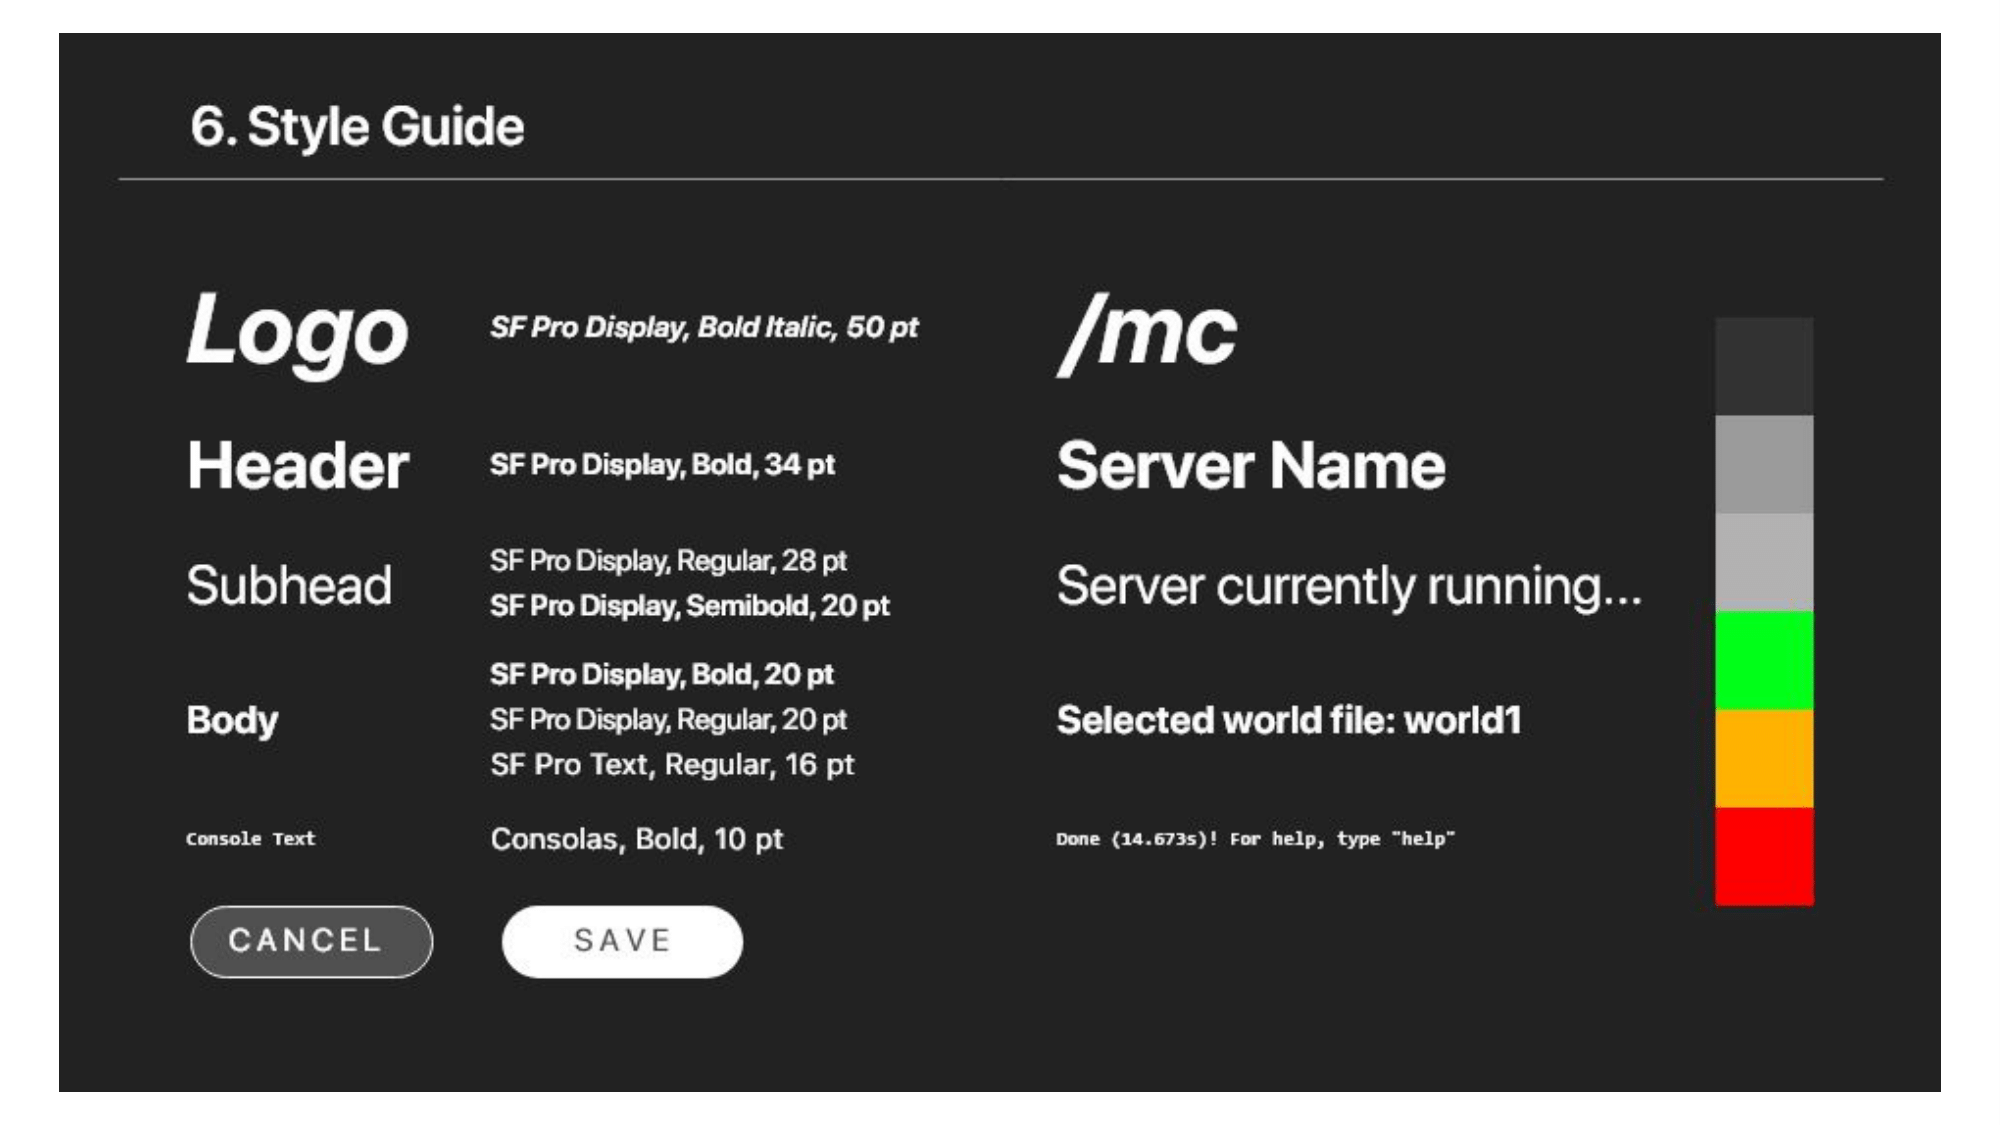 6. Style Guide
Logo
SF Pro Display, Bold Italic, 50 pt
/mc
Header
SF Pro Display, Bold, 34 pt
Server Name
Subhead
SF Pro Display, Regular, 28 pt
SF Pro Display, Semibold, 20 pt
Server currently running...
Body
SF Pro Display, Bold, 20 pt
SF Pro Display, Regular, 20 pt
SF Pro Text, Regular, 16 pt
Selected world file: world1
Console Text
Consolas, Bold, 10 pt
Done (14.673s)! For help, type "help"
CANCEL
SAVE